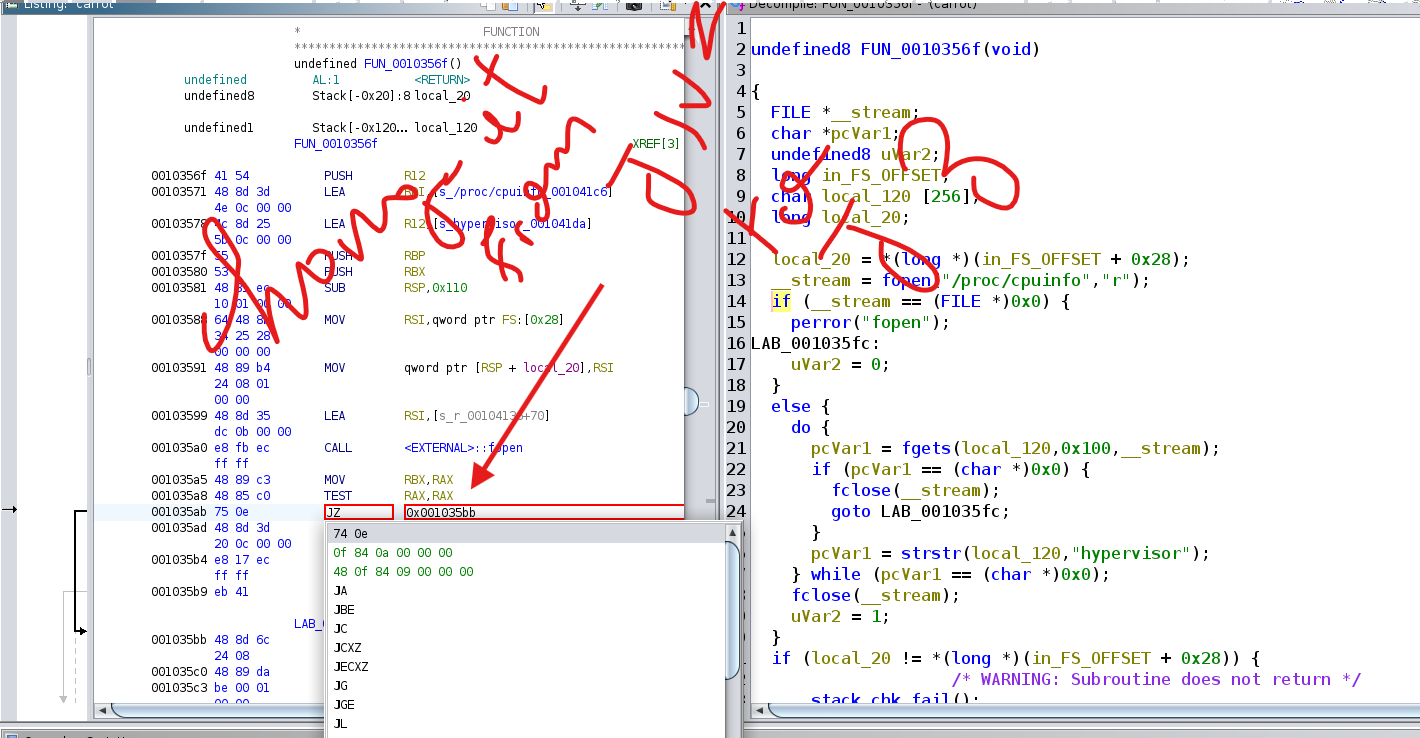 Listing: carrot
Decompile: FUN_0010356f - (carrot)
* FUNCTION
undefined FUN_0010356f()
undefined AL:1 <RETURN>
undefined8 Stack[-0x20]:8 local_20
undefined1 Stack[-0x120... local_120
FUN_0010356f XREF[3]
0010356f 41 54 PUSH R12
00103571 48 8d 3d LEA [s_/proc/cpuinfo_001041c6]
4e 0c 00 00
00103578 4c 8d 25 LEA R12,[s_hypervisor_001041da]
5b 0c 00 00
0010357f 55 PUSH RBP
00103580 53 PUSH RBX
00103581 48 81 ec SUB RSP,0x110
10 01 00 00
00103588 64 48 8b MOV RSI,qword ptr FS:[0x28]
34 25 28
00 00 00
00103591 48 89 b4 MOV qword ptr [RSP + local_20],RSI
24 08 01
00 00
00103599 48 8d 35 LEA RSI,[s_r_00104136+70]
dc 0b 00 00
001035a0 e8 fb ec CALL <EXTERNAL>::fopen
ff ff
001035a5 48 89 c3 MOV RBX,RAX
001035a8 48 85 c0 TEST RAX,RAX
001035ab 75 0e JZ 0x001035bb
001035ad 48 8d 3d
20 0c 00 00
001035b4 e8 17 ec
ff ff
001035b9 eb 41
LAB_
001035bb 48 8d 6c
24 08
001035c0 48 89 da
001035c3 be 00 01
00 00
74 0e
0f 84 0a 00 00 00
48 0f 84 09 00 00 00
JA
JBE
JC
JCXZ
JECXZ
JG
JGE
JL
1
2 undefined8 FUN_0010356f(void)
3
4 {
5 FILE *__stream;
6 char *pcVar1;
7 undefined8 uVar2;
8 long in_FS_OFFSET;
9 char local_120 [256];
10 long local_20;
11
12 local_20 = *(long *)(in_FS_OFFSET + 0x28);
13 __stream = fopen("/proc/cpuinfo","r");
14 if (__stream == (FILE *)0x0) {
15 perror("fopen");
16 LAB_001035fc:
17 uVar2 = 0;
18 }
19 else {
20 do {
21 pcVar1 = fgets(local_120,0x100,__stream);
22 if (pcVar1 == (char *)0x0) {
23 fclose(__stream);
24 goto LAB_001035fc;
}
pcVar1 = strstr(local_120,"hypervisor");
} while (pcVar1 == (char *)0x0);
fclose(__stream);
uVar2 = 1;
}
if (local_20 != *(long *)(in_FS_OFFSET + 0x28)) {
/* WARNING: Subroutine does not return */
__stack_chk_fail();
from
JNZ
to